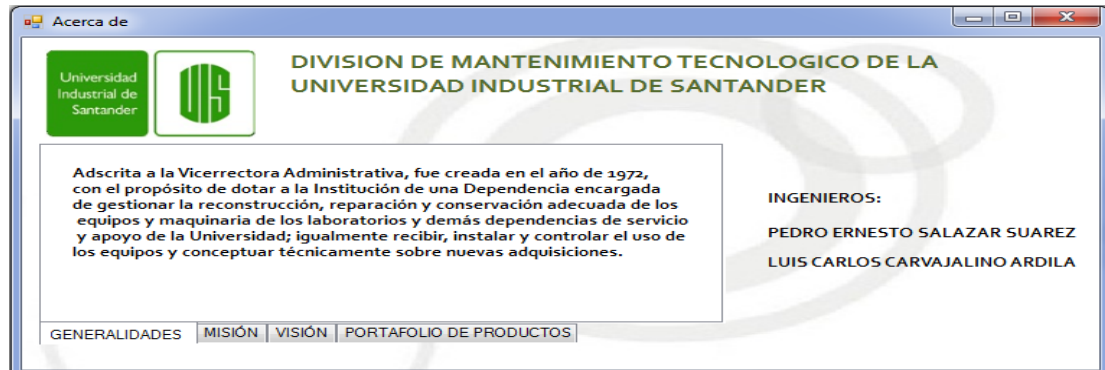 Acerca de
Universidad
Industrial de
Santander
UIS
DIVISION DE MANTENIMIENTO TECNOLOGICO DE LA
UNIVERSIDAD INDUSTRIAL DE SANTANDER
Adscrita a la Vicerrectora Administrativa, fue creada en el año de 1972,
con el propósito de dotar a la Institución de una Dependencia encargada
de gestionar la reconstrucción, reparación y conservación adecuada de los
equipos y maquinaria de los laboratorios y demás dependencias de servicio
y apoyo de la Universidad; igualmente recibir, instalar y controlar el uso de
los equipos y conceptuar técnicamente sobre nuevas adquisiciones.
INGENIEROS:
PEDRO ERNESTO SALAZAR SUAREZ
LUIS CARLOS CARVAJALINO ARDILA
GENERALIDADES MISIÓN VISIÓN PORTAFOLIO DE PRODUCTOS